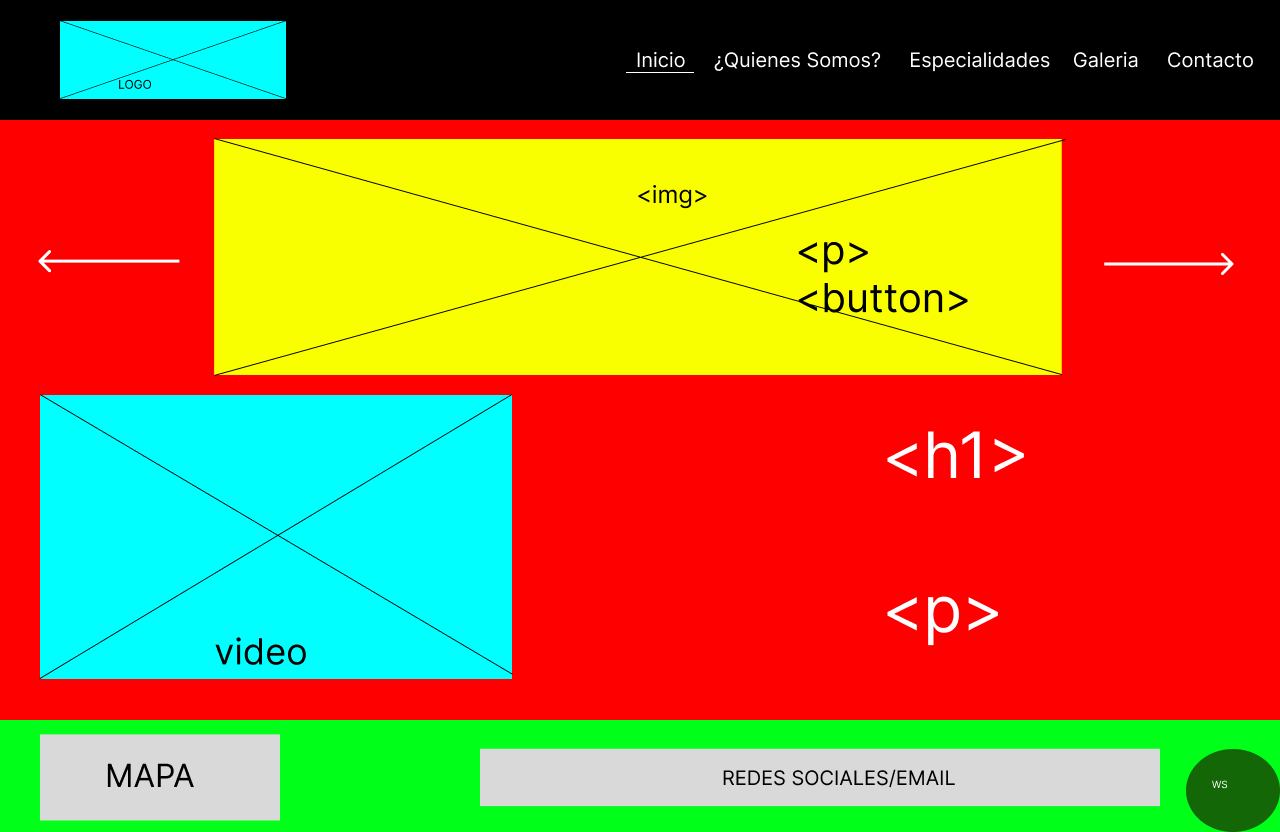 LOGO
Inicio
¿Quienes Somos?
Especialidades
Galeria
Contacto
<img>
<p>
<button>
<h1>
<p>
video
MAPA
REDES SOCIALES/EMAIL
WS